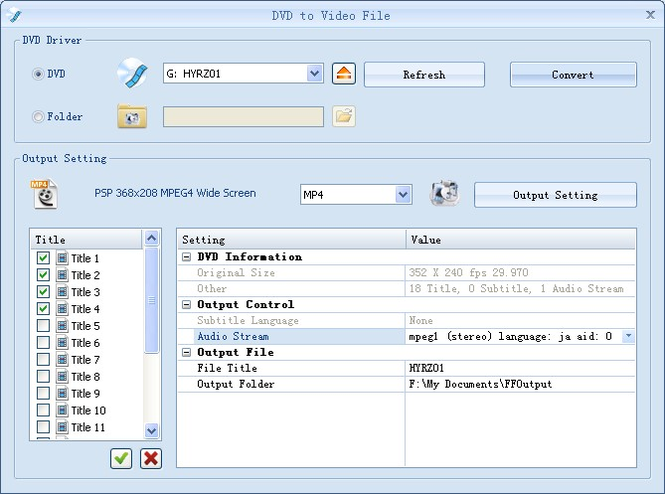 DVD to Video File
DVD Driver
DVD
G: HYRZ01
Refresh
Convert
Folder
Output Setting
MP4
PSP 368x208 MPEG4 Wide Screen
MP4
Output Setting
Title
Title 1
Title 2
Title 3
Title 4
Title 5
Title 6
Title 7
Title 8
Title 9
Title 10
Title 11
Setting Value
DVD Information
Original Size 352 X 240 fps 29.970
Other 18 Title, 0 Subtitle, 1 Audio Stream
Output Control
Subtitle Language None
Audio Stream mpeg1 (stereo) language: ja aid: 0
Output File
File Title HYRZ01
Output Folder F:\My Documents\FFOutput